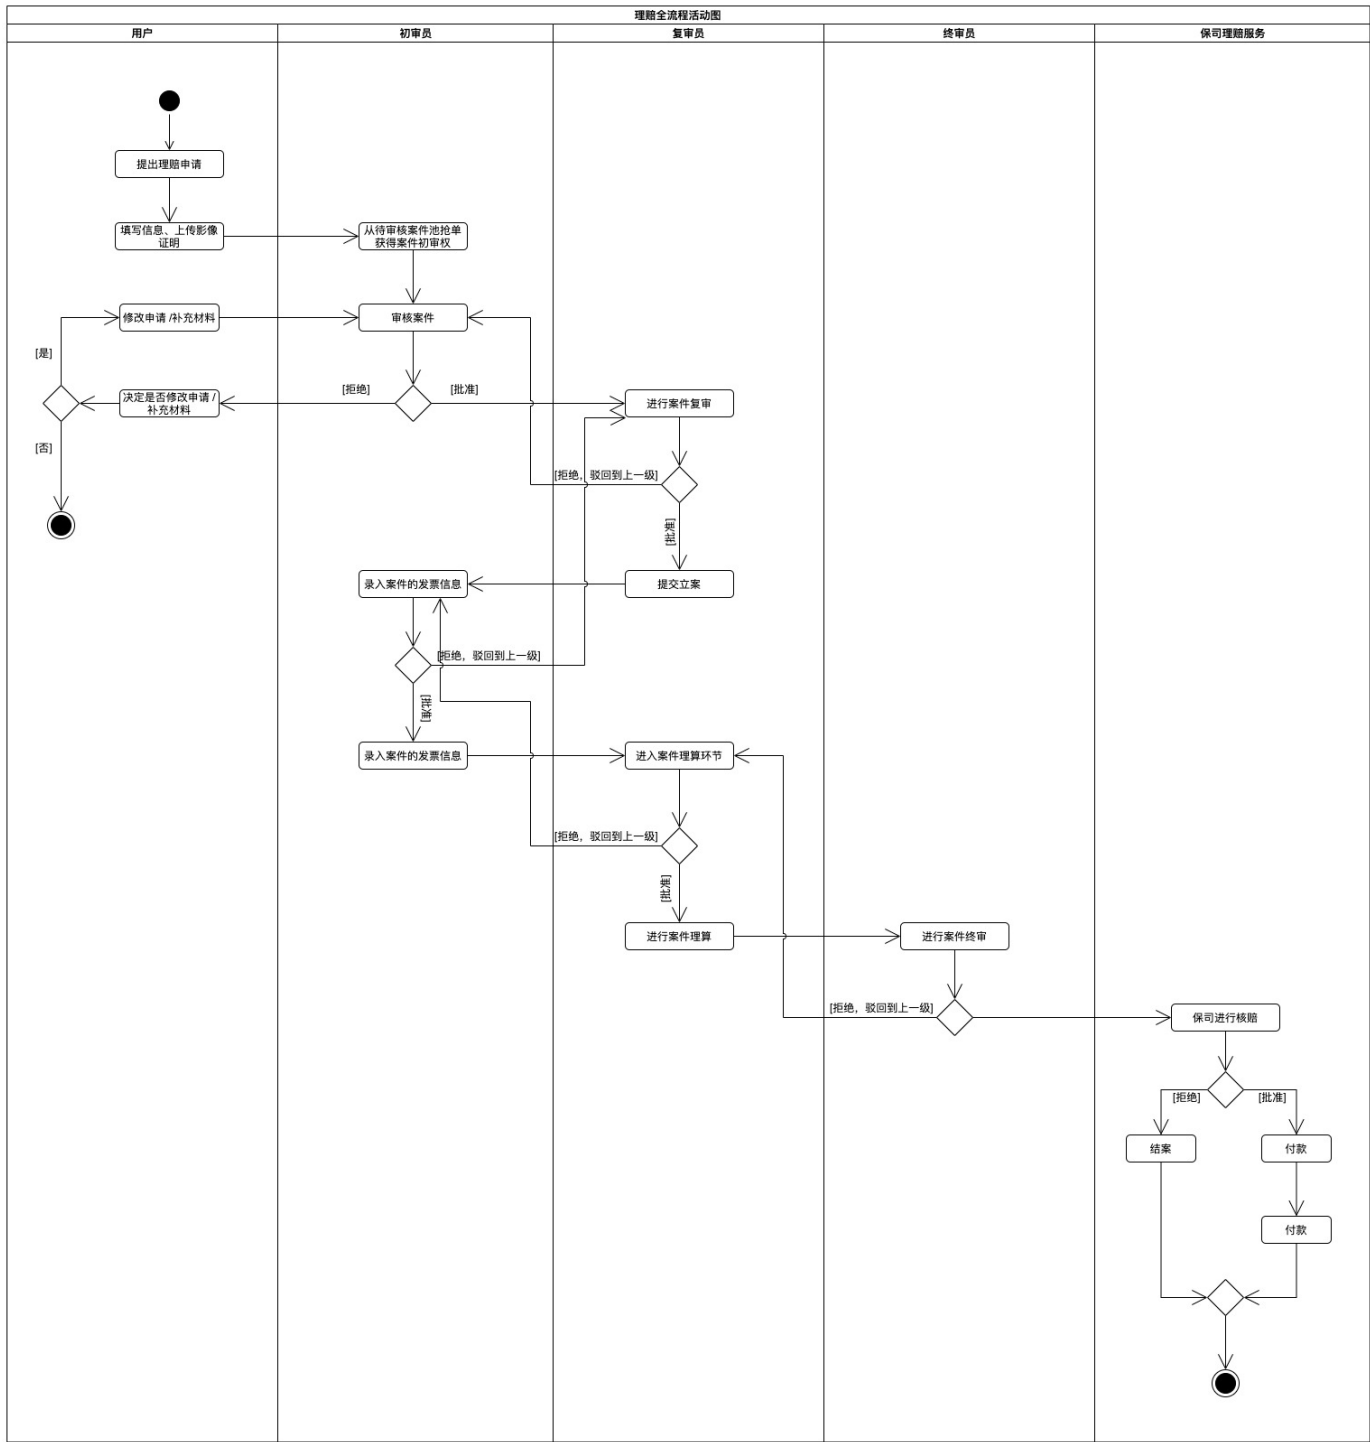 理赔全流程活动图
用户
初审员
复审员
终审员
保司理赔服务
提出理赔申请
填写信息、上传影像
证明
从待审核案件池抢单
获得案件初审权
修改申请 /补充材料
审核案件
[是]
[拒绝]
[批准]
决定是否修改申请 /
补充材料
进行案件复审
[否]
[拒绝，驳回到上一级]
[批准]
录入案件的发票信息
提交立案
[拒绝，驳回到上一级]
[批准]
录入案件的发票信息
进入案件理算环节
[拒绝，驳回到上一级]
[批准]
进行案件理算
进行案件终审
[拒绝，驳回到上一级]
保司进行核赔
[拒绝]
[批准]
结案
付款
付款